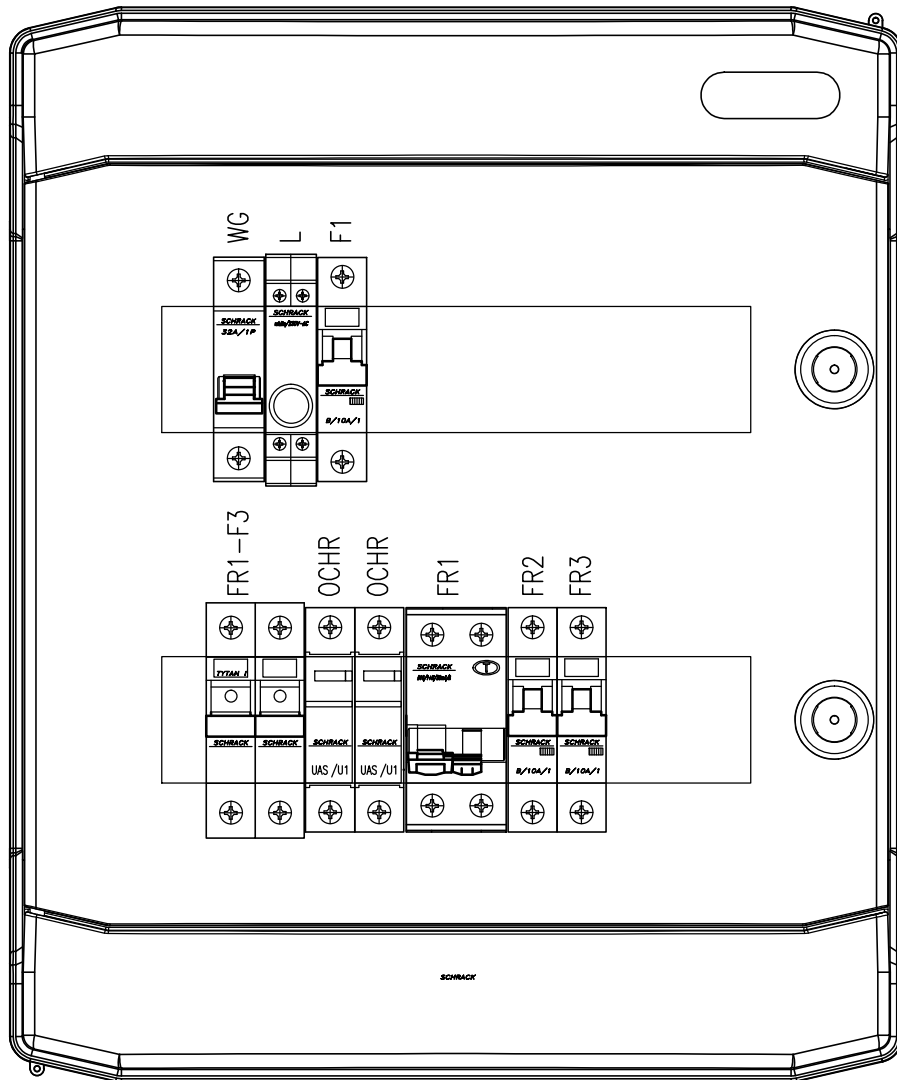 WG
L
F1
SCHRACK
32A/1P
SCHRACK
SCHRACK
B/10A/1
FR1-F3
OCHR
OCHR
FR1
FR2
FR3
TYTAN I
SCHRACK
SCHRACK
SCHRACK
UAS /U1
SCHRACK
UAS /U1
SCHRACK
SCHRACK
B/10A/1
SCHRACK
B/10A/1
SCHRACK